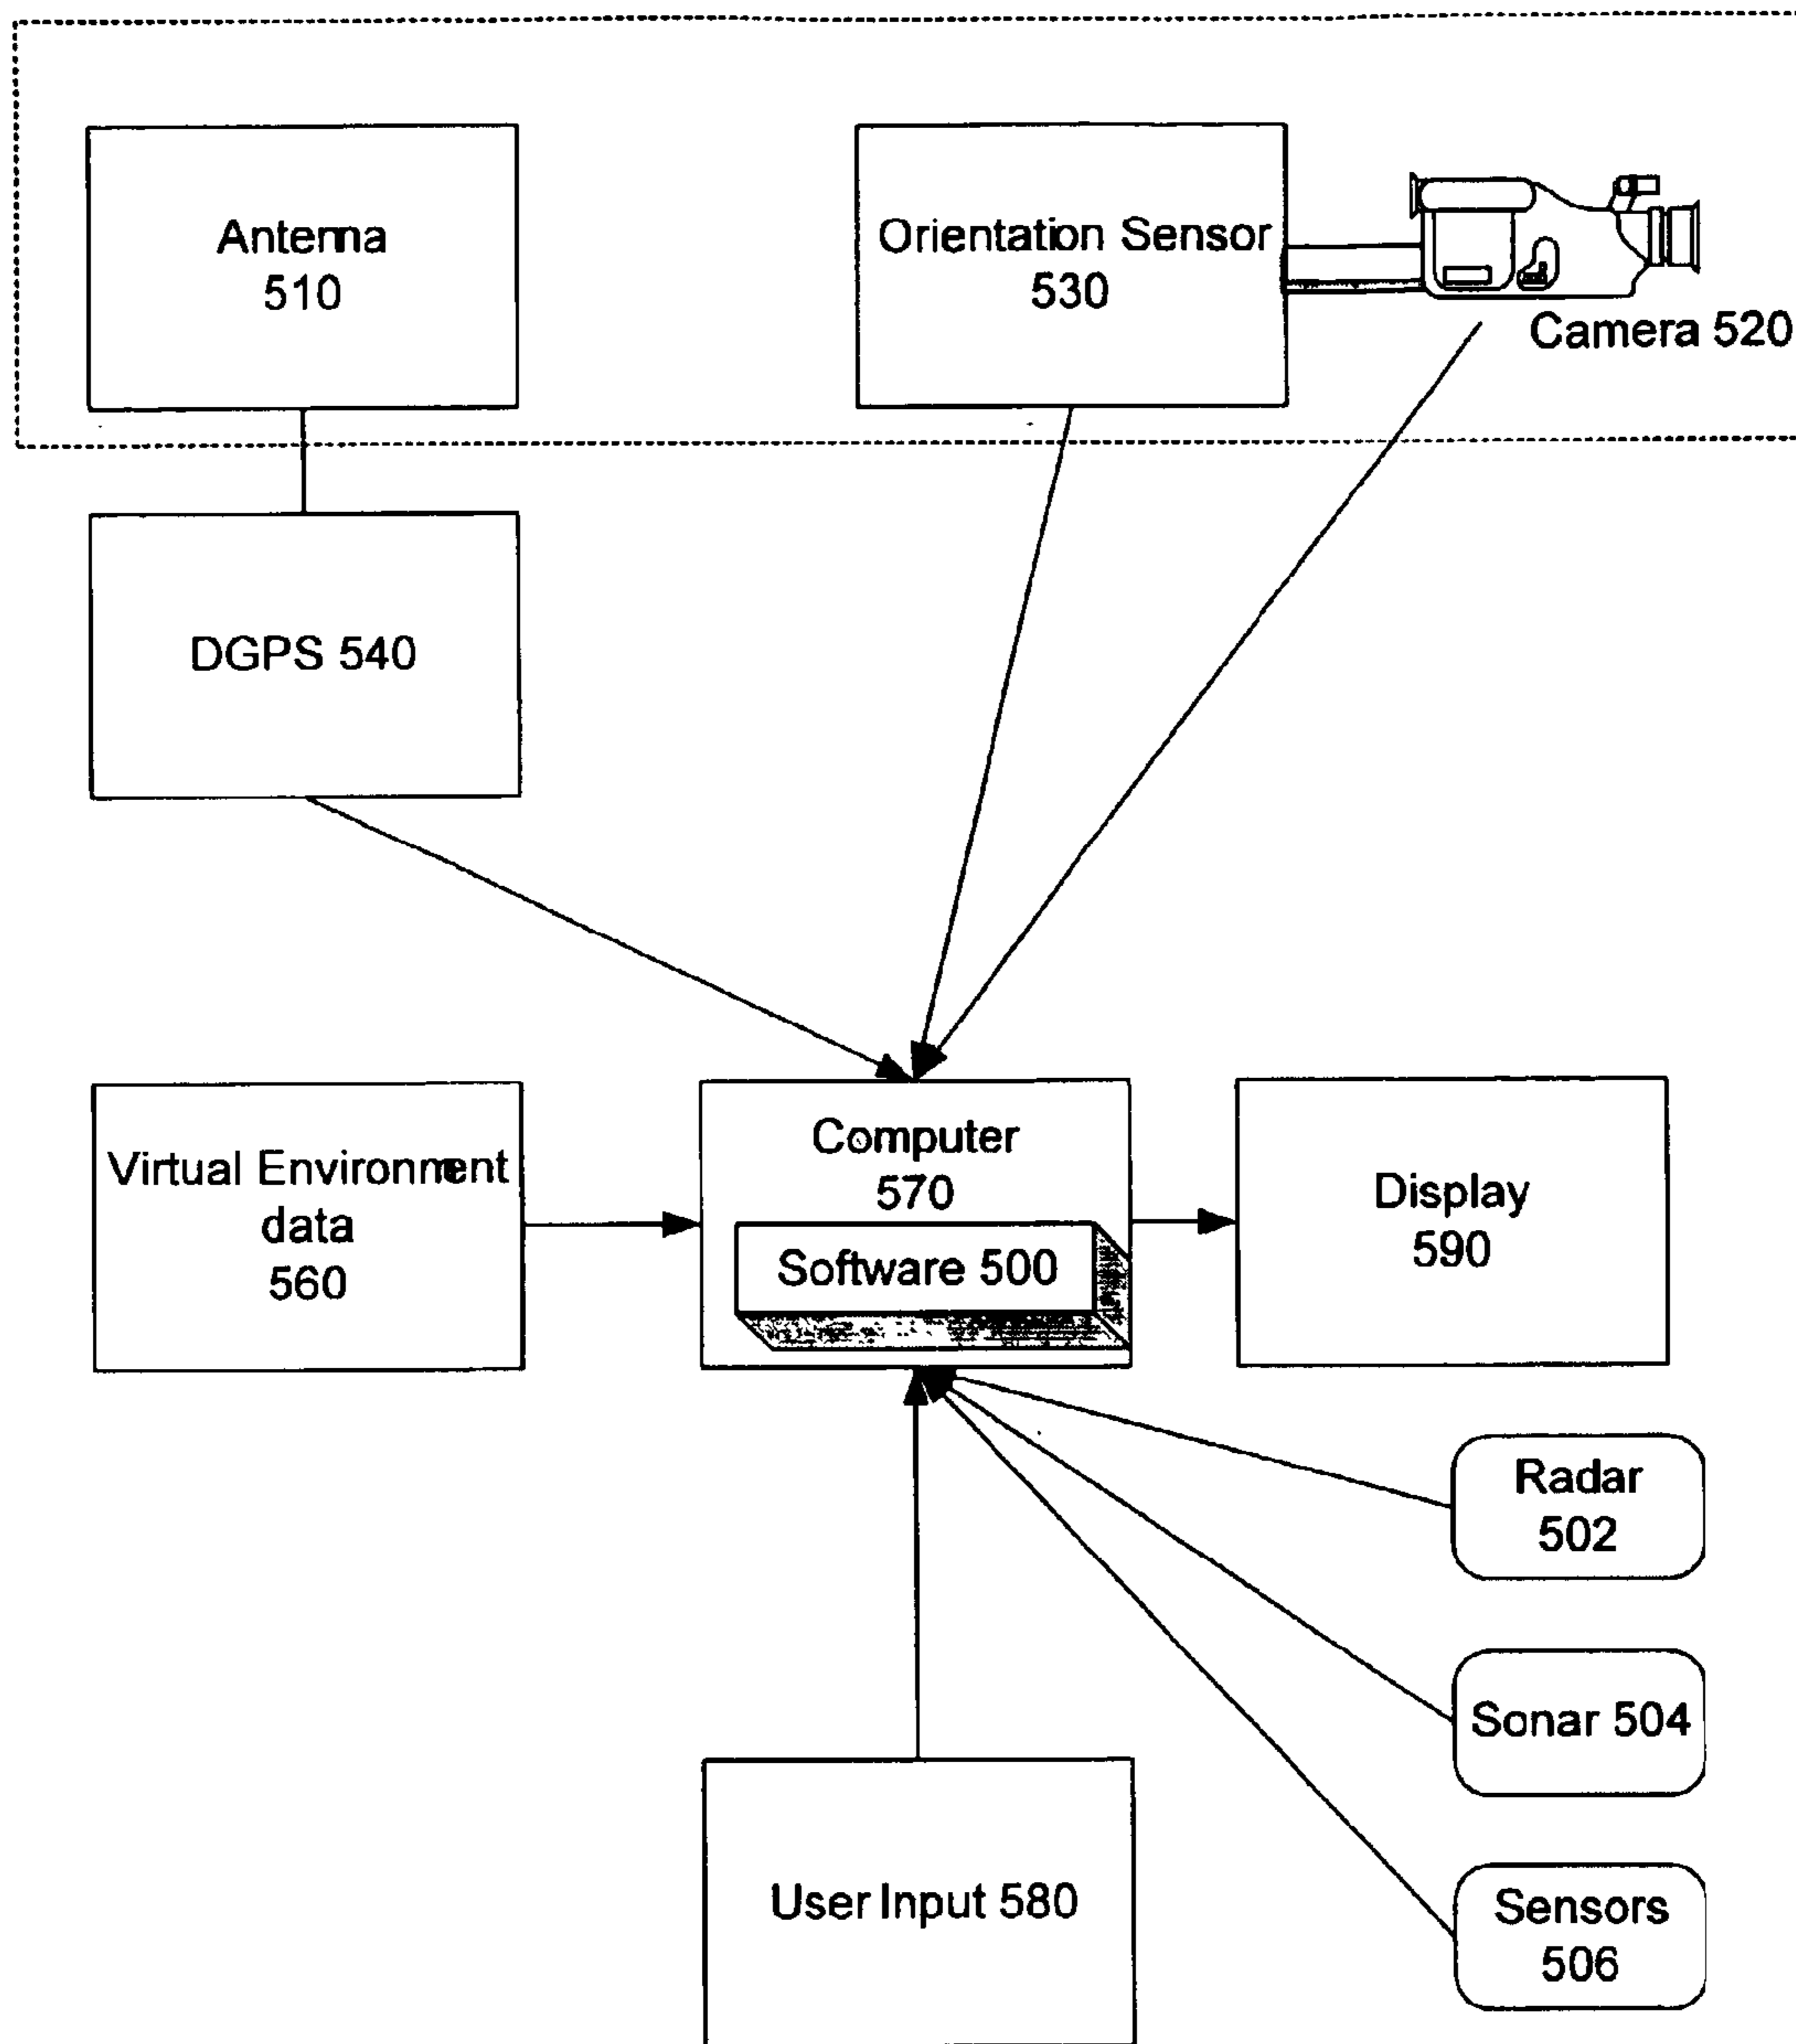 Antenna
510
Orientation Sensor
530
Camera 520
DGPS 540
Virtual Environment
data
560
Computer
570
Software 500
Display
590
Radar
502
Sonar 504
User Input 580
Sensors
506